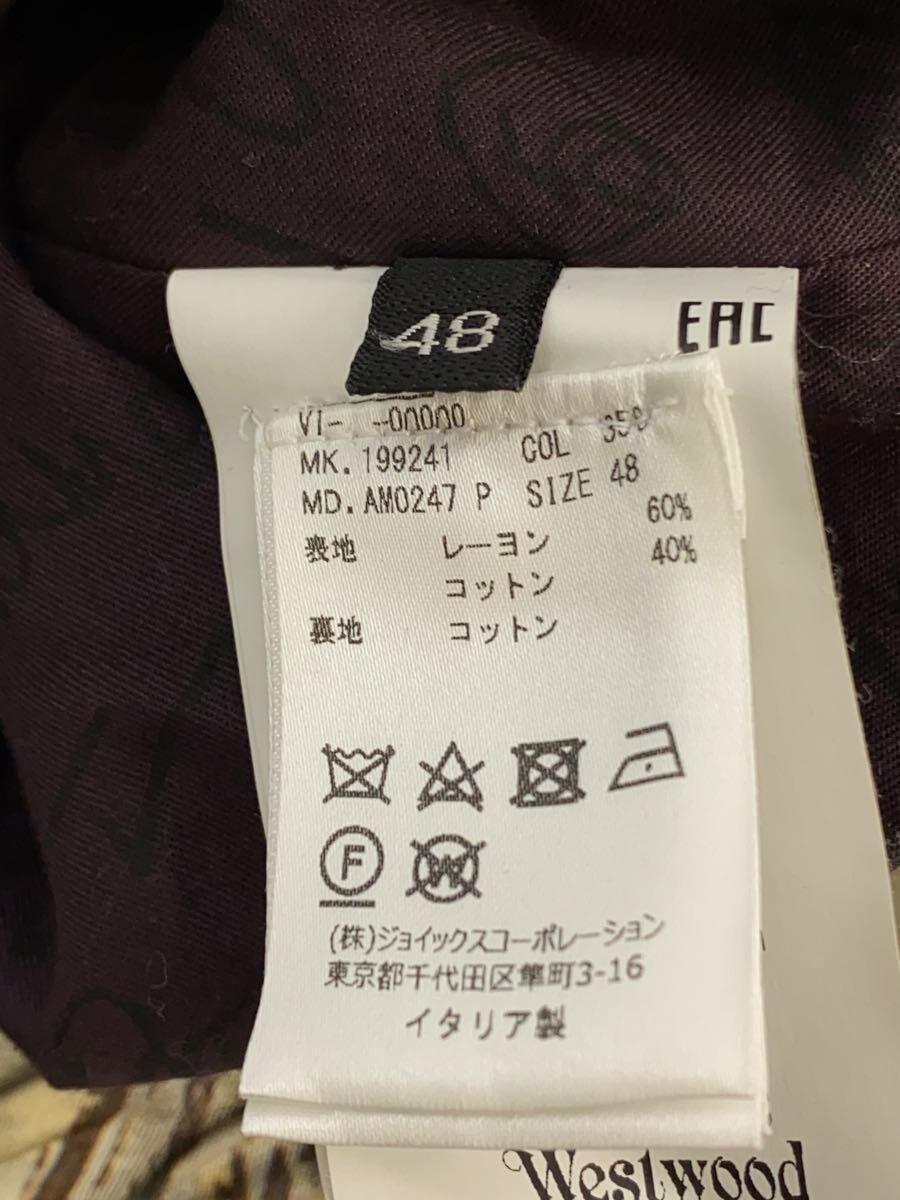 48
EAC
MK. 199241 COL
MD. AM0247 P SIZE 48
表地 レーヨン 60%
コットン 40%
裏地 コットン
F
W
(株)ジョイックスコーポレーション
東京都千代田区隼町3-16
イタリア製
Westwood